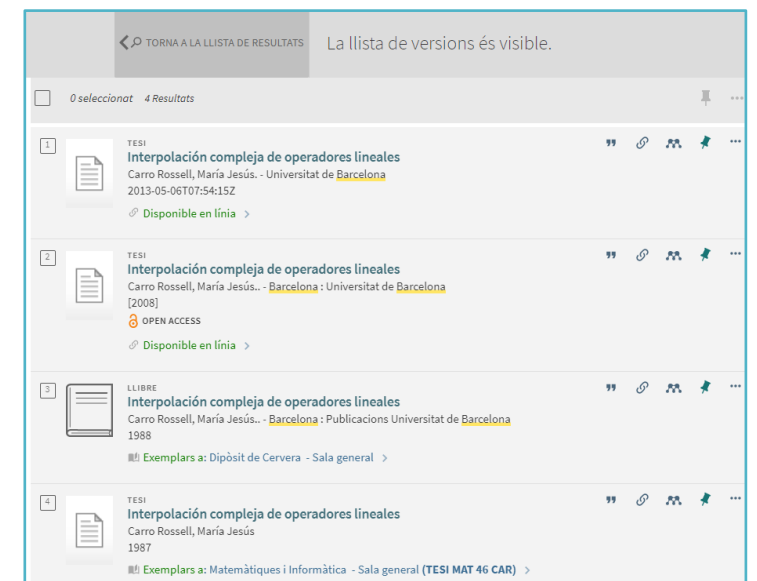 TORNA A LA LLISTA DE RESULTATS La llista de versions és visible.
0 seleccionat 4 Resultats
1
TESI
Interpolación compleja de operadores lineales
Carro Rossell, María Jesús. - Universitat de Barcelona
2013-05-06T07:54:15Z
Disponible en línia
2
TESI
Interpolación compleja de operadores lineales
Carro Rossell, María Jesús.. - Barcelona : Universitat de Barcelona
[2008]
OPEN ACCESS
Disponible en línia
3
LLIBRE
Interpolación compleja de operadores lineales
Carro Rossell, María Jesús.. - Barcelona : Publicacions Universitat de Barcelona
1988
Exemplars a: Dipòsit de Cervera - Sala general
4
TESI
Interpolación compleja de operadores lineales
Carro Rossell, María Jesús
1987
Exemplars a: Matemàtiques i Informàtica - Sala general (TESI MAT 46 CAR)